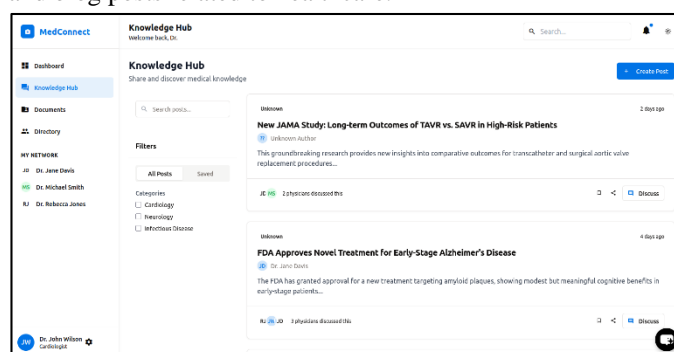 MedConnect
Knowledge Hub
Welcome back, Dr.
Search...
Dashboard
Knowledge Hub
Documents
Directory
MY NETWORK
JD Dr. Jane Davis
MS Dr. Michael Smith
RJ Dr. Rebecca Jones
JW Dr. John Wilson
Cardiologist
Knowledge Hub
Share and discover medical knowledge
+ Create Post
Search posts...
Filters
All Posts Saved
Categories
Cardiology
Neurology
Infectious Disease
Unknown 2 days ago
New JAMA Study: Long-term Outcomes of TAVR vs. SAVR in High-Risk Patients
Unknown Author
This groundbreaking research provides new insights into comparative outcomes for transcatheter and surgical aortic valve
replacement procedures...
MS 2 physicians discussed this Discuss
Unknown 4 days ago
FDA Approves Novel Treatment for Early-Stage Alzheimer's Disease
JD Dr. Jane Davis
The FDA has granted approval for a new treatment targeting amyloid plaques, showing modest but meaningful cognitive benefits in
early-stage patients...
RJ JD 3 physicians discussed this Discuss